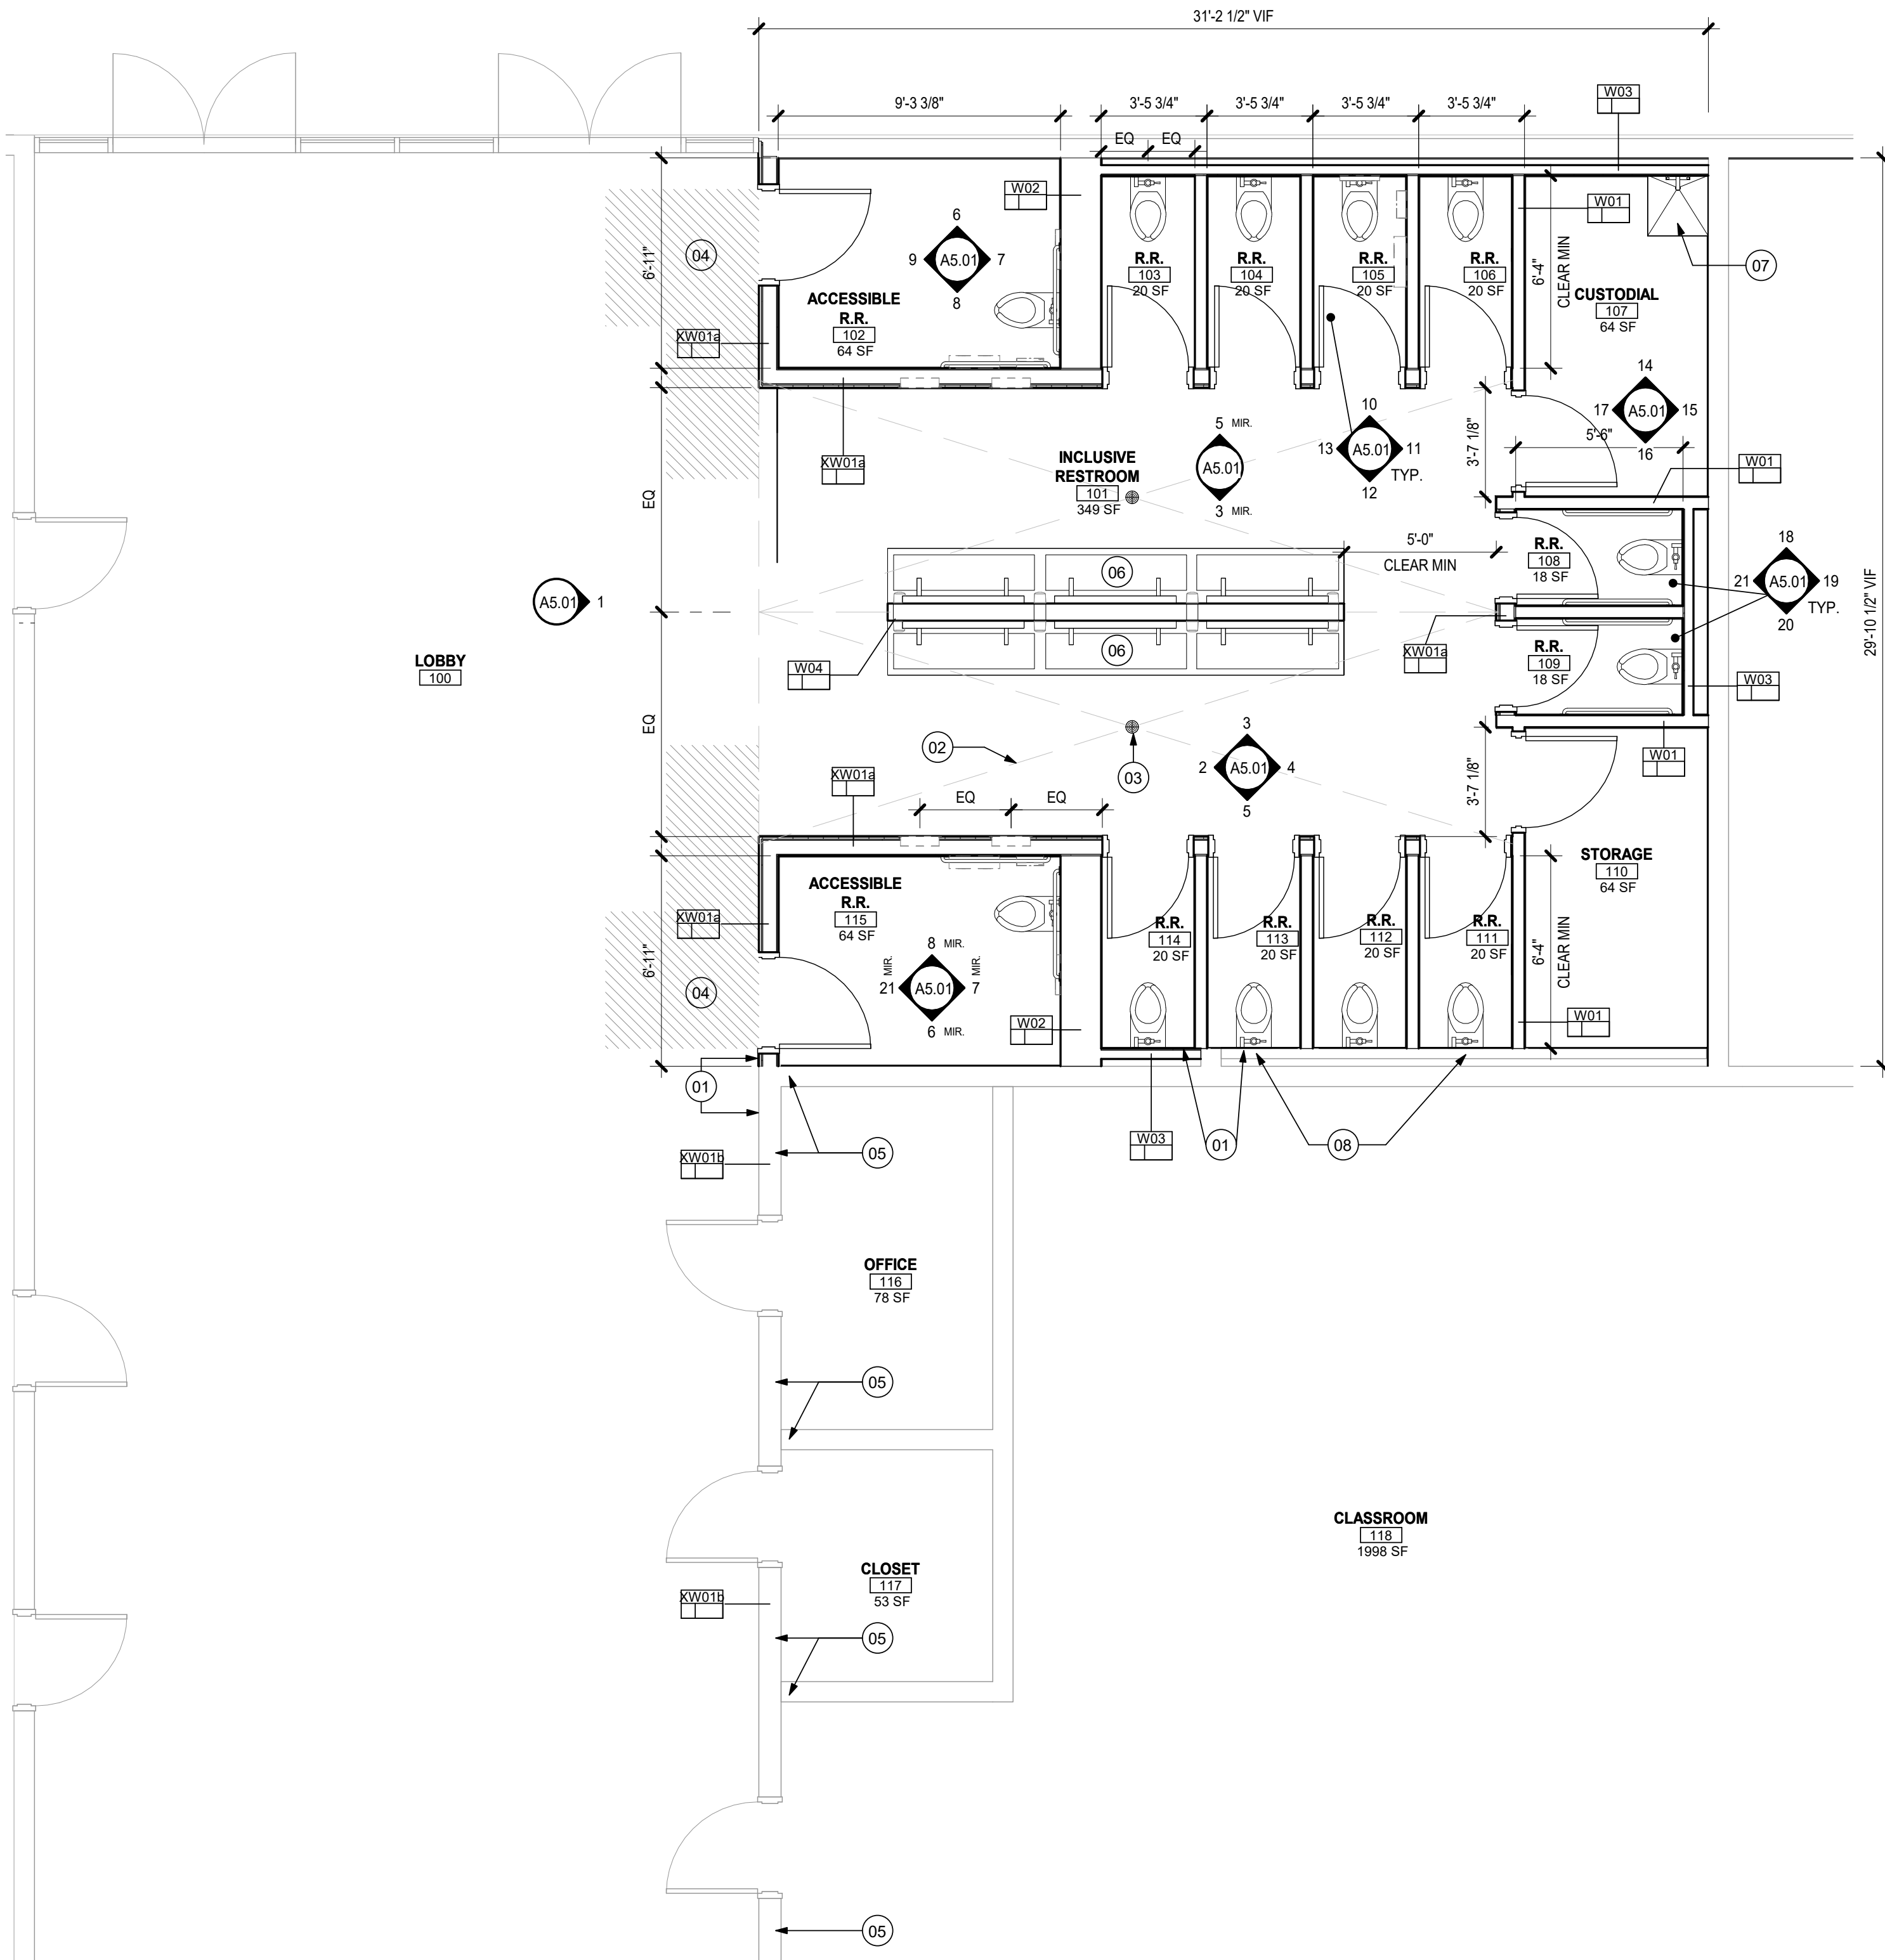 31'-2 1/2" VIF
9'-3 3/8"
3'-5 3/4"
3'-5 3/4"
3'-5 3/4"
3'-5 3/4"
W03
EQ
EQ
W02
W01
6'-11"
04
6
9
A5.01
7
8
ACCESSIBLE
R.R.
102
64 SF
R.R.
103
20 SF
R.R.
104
20 SF
R.R.
105
20 SF
R.R.
106
20 SF
6'-4"
CLEAR MIN
CUSTODIAL
107
64 SF
07
XW01a
14
17
A5.01
15
16
5'-6"
XW01a
INCLUSIVE
RESTROOM
101
349 SF
5 MIR.
A5.01
3 MIR.
10
13
A5.01
11
12
TYP.
3'-7 1/8"
W01
EQ
5'-0"
CLEAR MIN
06
R.R.
108
18 SF
18
21
A5.01
19
20
TYP.
A5.01
1
29'-10 1/2" VIF
LOBBY
100
W04
06
XW01a
R.R.
109
18 SF
W03
EQ
02
03
3
2
A5.01
4
5
3'-7 1/8"
W01
XW01a
EQ
EQ
STORAGE
110
64 SF
ACCESSIBLE
R.R.
115
64 SF
XW01a
R.R.
114
20 SF
R.R.
113
20 SF
R.R.
112
20 SF
R.R.
111
20 SF
6'-4"
CLEAR MIN
6'-11"
04
8 MIR.
MIR.
21
A5.01
7
MIR.
6 MIR.
W02
W01
01
W03
01
08
05
XW01b
OFFICE
116
78 SF
05
CLASSROOM
118
1998 SF
CLOSET
117
53 SF
XW01b
05
05